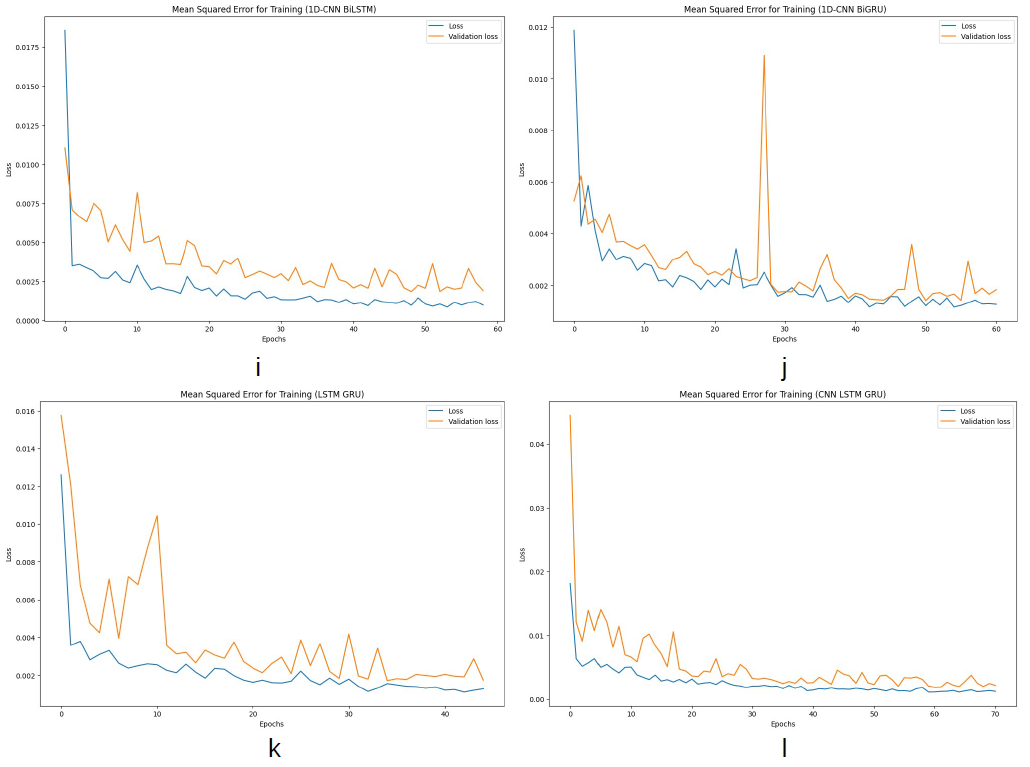 Mean Squared Error for Training (1D-CNN BiLSTM)
Loss
Validation loss
0.0175
0.0150
0.0125
0.0100
0.0075
0.0050
0.0025
0.0000
Loss
0 10 20 30 40 50 60
Epochs
i
Mean Squared Error for Training (1D-CNN BiGRU)
Loss
Validation loss
0.012
0.010
0.008
0.006
0.004
0.002
Loss
0 10 20 30 40 50 60
Epochs
j
Mean Squared Error for Training (LSTM GRU)
Loss
Validation loss
0.016
0.014
0.012
0.010
0.008
0.006
0.004
0.002
Loss
0 10 20 30 40
Epochs
k
Mean Squared Error for Training (CNN LSTM GRU)
Loss
Validation loss
0.04
0.03
0.02
0.01
0.00
Loss
0 10 20 30 40 50 60 70
Epochs
l